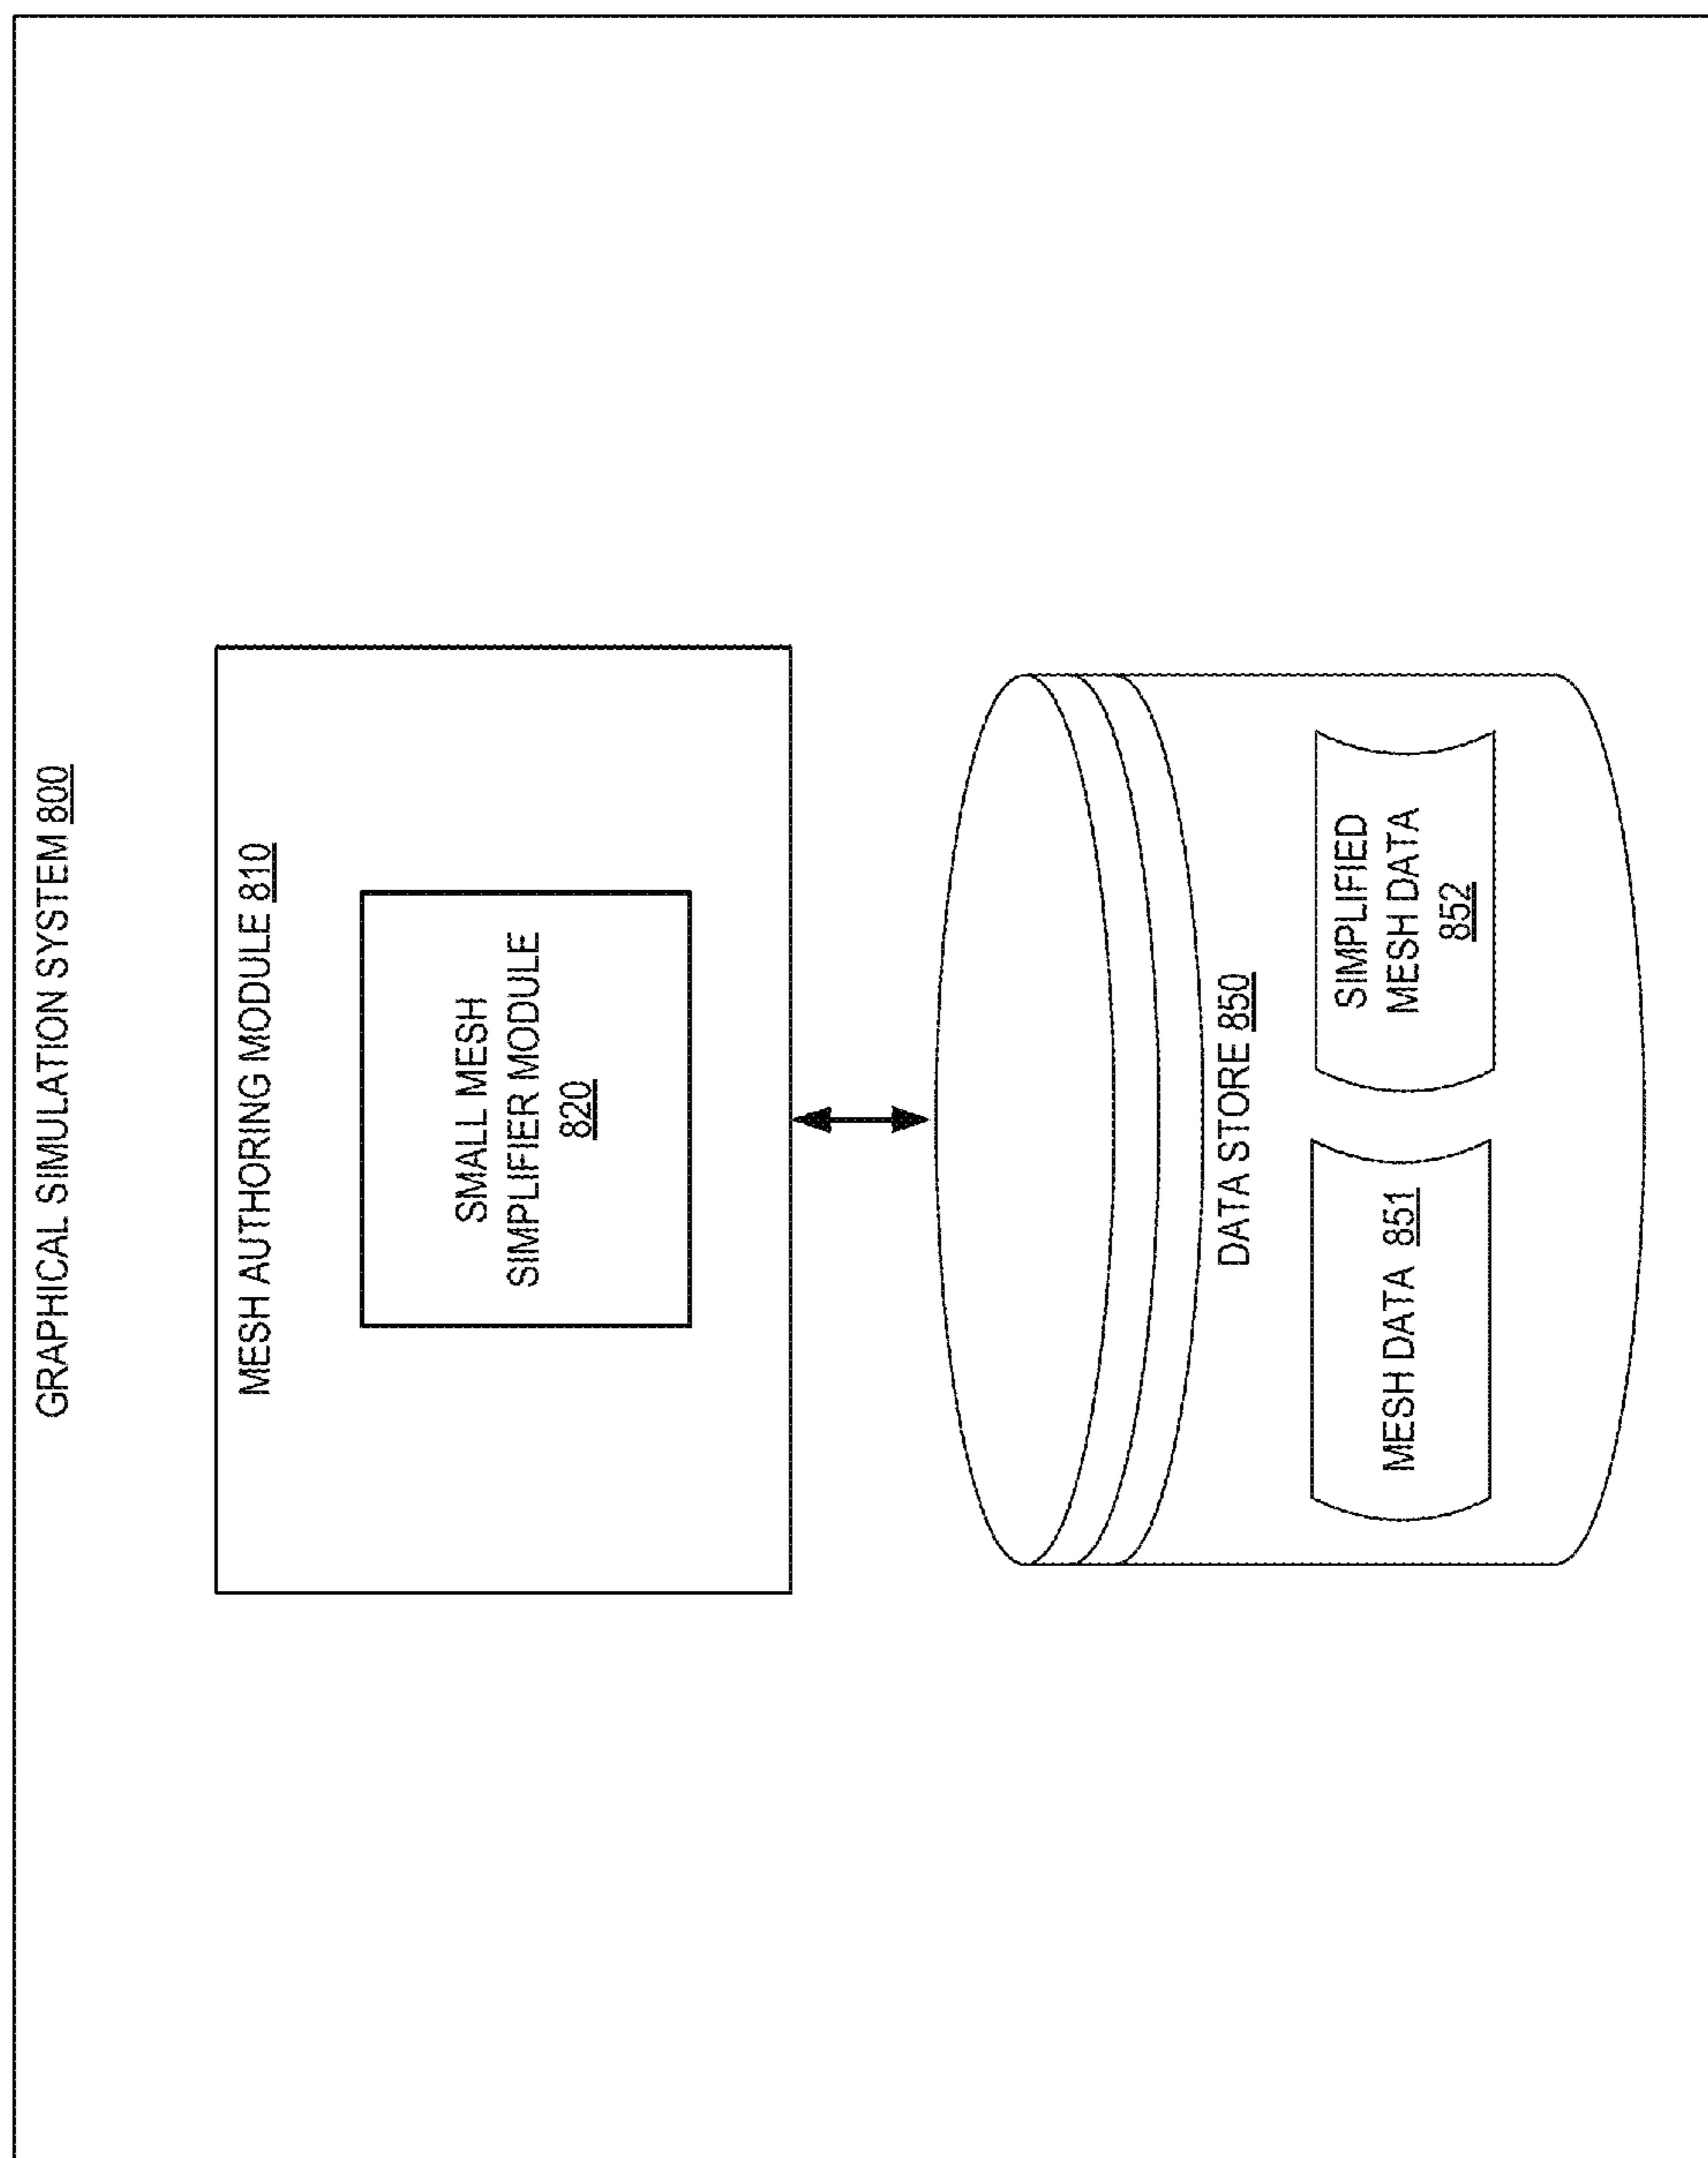 GRAPHICAL SIMULATION SYSTEM 800
MESH AUTHORING MODULE 810
SMALL MESH
SIMPLIFIER MODULE
820
DATA STORE 850
MESH DATA 851
SIMPLIFIED
MESH DATA
852